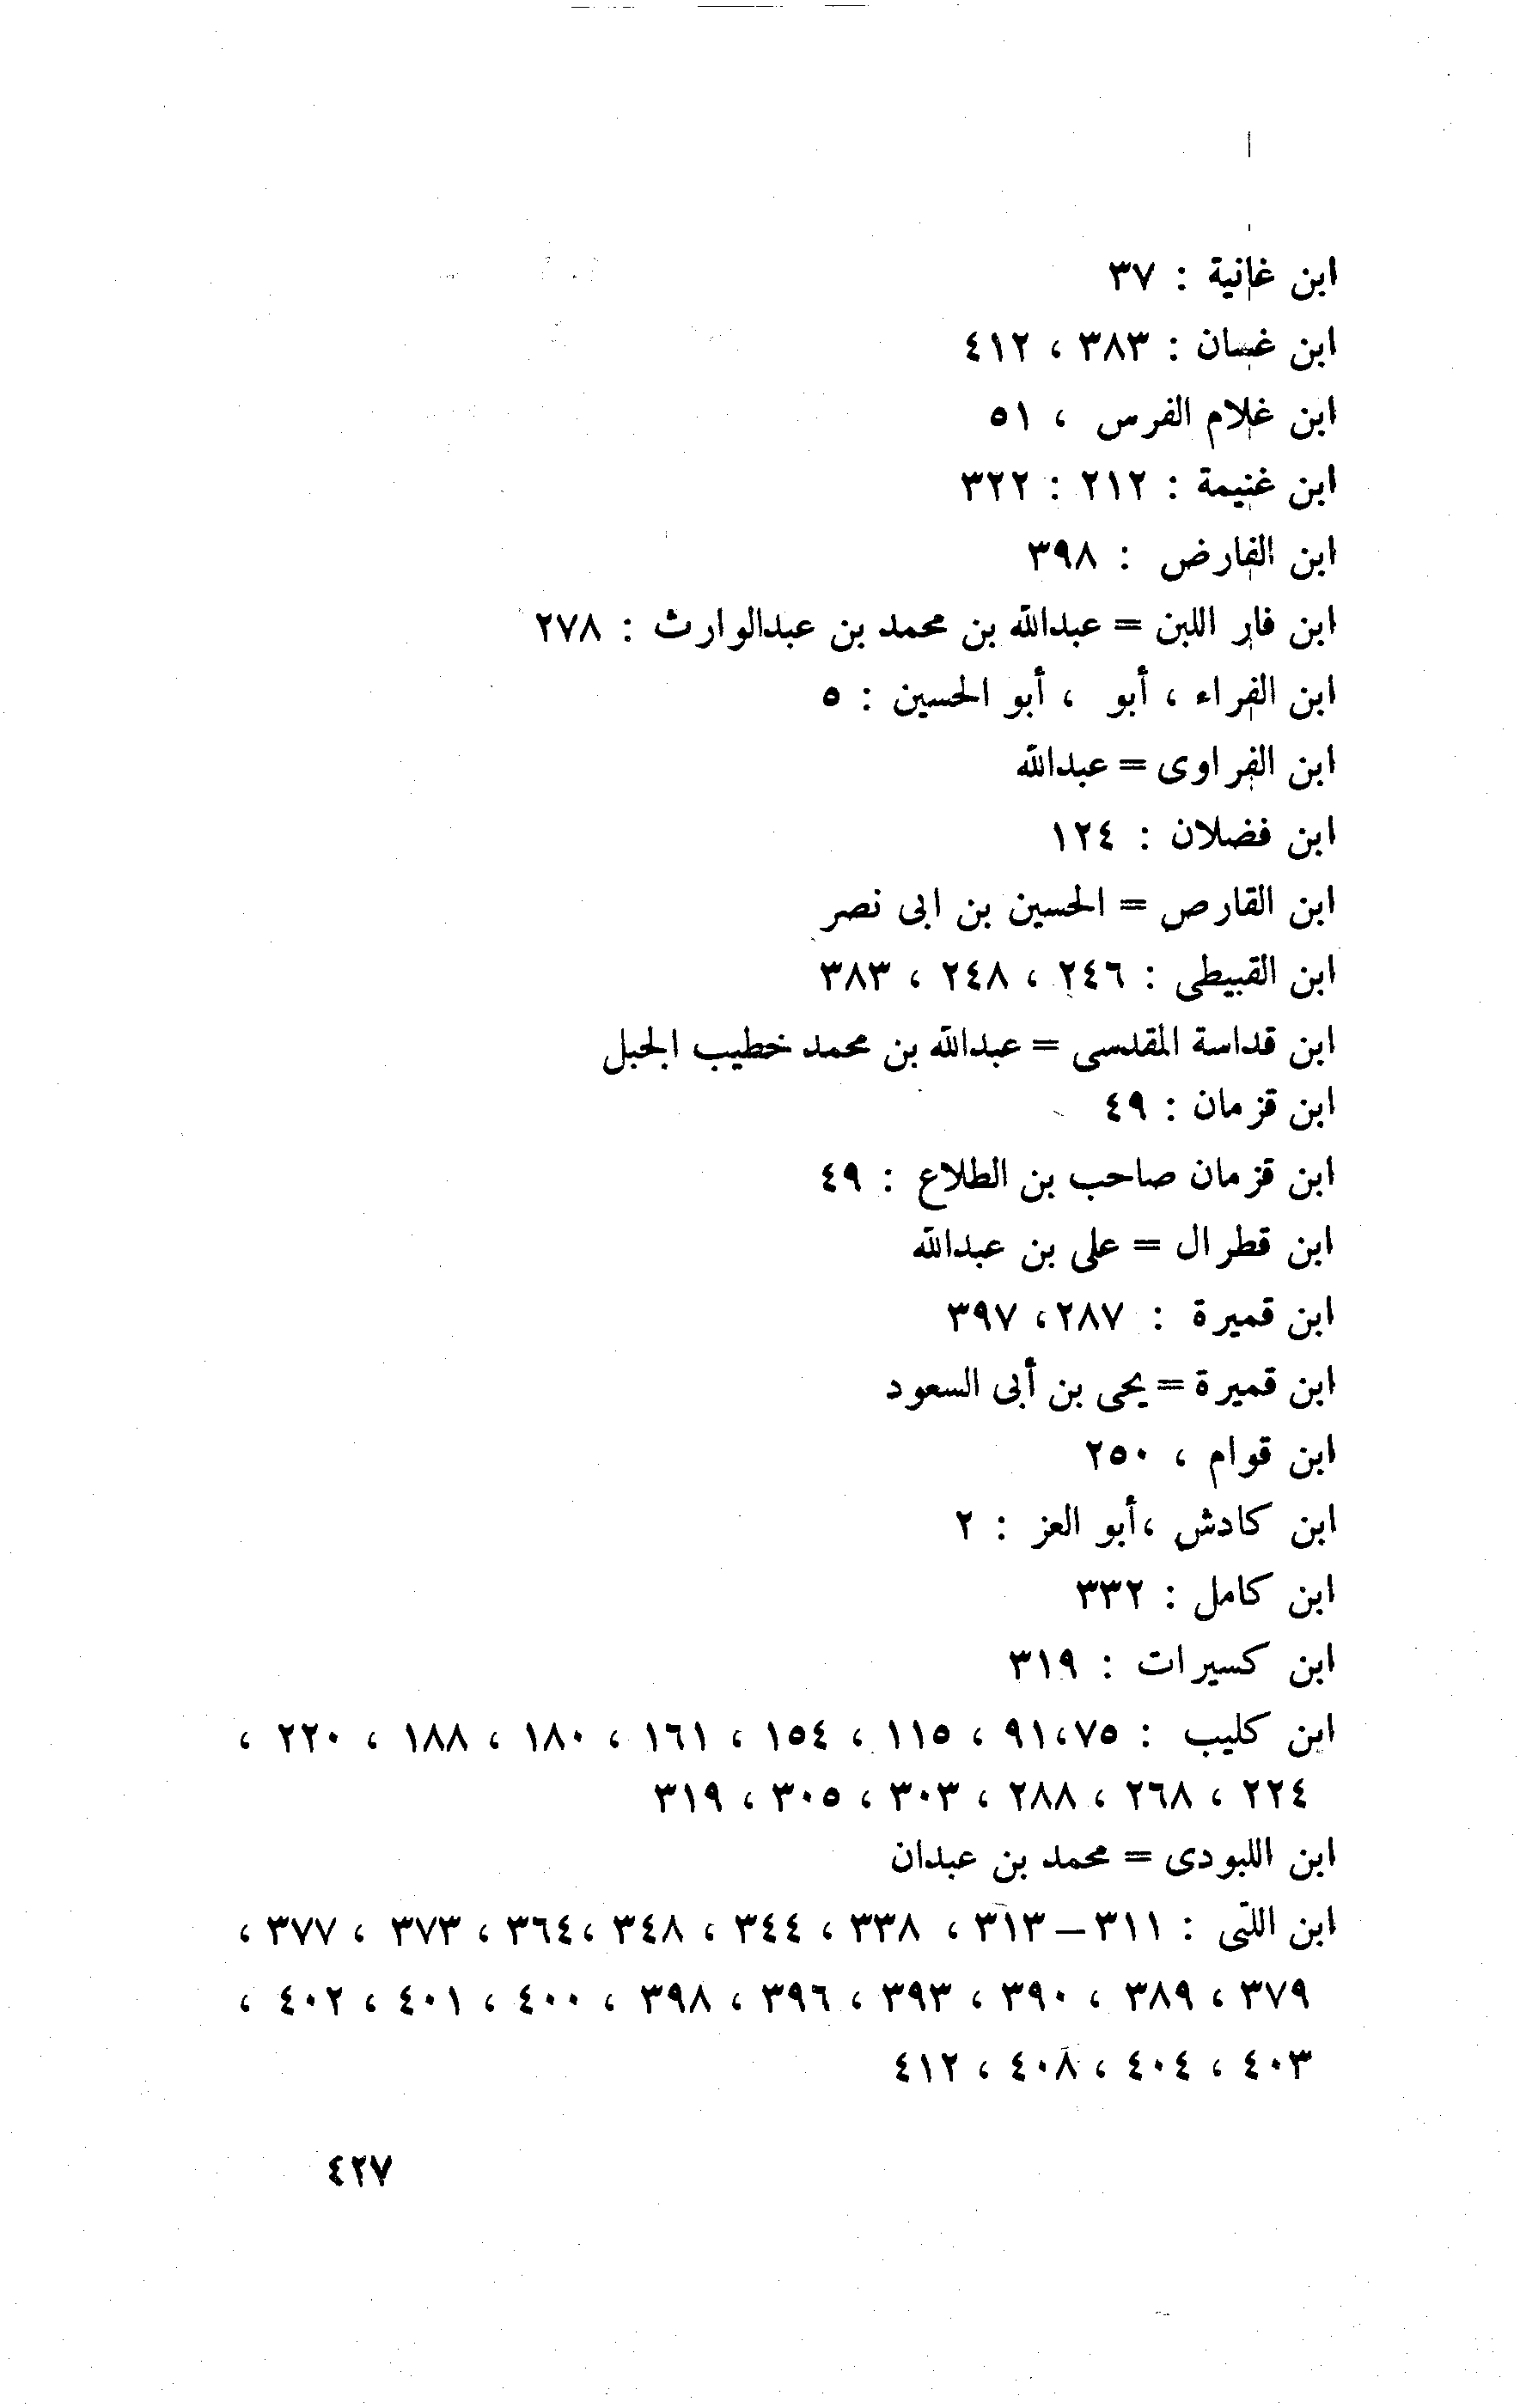 ابن غانية : ٣٧
ابن غسان : ٣٨٣ ، ٤١٢
ابن غلام الفرس ، ٥١
ابن غنيمة : ٢١٢ : ٣٢٢
ابن الفارض : ٣٩٨
ابن فار اللبن = عبدالله بن محمد بن عبدالوارث : ٢٧٨
ابن الفراء ، أبو ، أبو الحسين : ٥
ابن الفراوى = عبدالله
ابن فضلان : ١٢٤
ابن القارص = الحسين بن ابى نصر
ابن القبيطى : ٢٤٦ ، ٢٤٨ ، ٣٨٣
ابن قداسة المقدسى = عبدالله بن محمد خطيب الجبل
ابن قزمان : ٤٩
ابن قزمان صاحب بن الطلاع : ٤٩
ابن قطرال = على بن عبدالله
ابن قميرة : ٢٨٧ ، ٣٩٧
ابن قميرة = يحى بن أبى السعود
ابن قوام ، ٢٥٠
ابن كادش ،أبو العز : ٢
ابن كامل : ٣٣٢
ابن كسيرات : ٣١٩
ابن كليب : ٧٥،٩١ ، ١١٥ ، ١٥٤ ، ١٦١ ، ١٨٠ ، ١٨٨ ، ٢٢٠ ،
٢٢٤ ، ٢٦٨ ، ٢٨٨ ، ٣٠٣ ، ٣٠٥ ، ٣١٩
ابن اللبودى = محمد بن عبدان
ابن اللتى : ٣١١ – ٣١٣ ، ٣٣٨ ، ٣٤٤ ، ٣٤٨ ،٣٦٤ ، ٣٧٣ ، ٣٧٧ ،
٣٧٩ ، ٣٨٩ ، ٣٩٠ ، ٣٩٣ ، ٣٩٦ ، ٣٩٨ ، ٤٠٠ ، ٤٠١ ، ٤٠٢ ،
٤٠٣ ، ٤٠٤ ، ٤٠٨ ، ٤١٢
٤٢٧